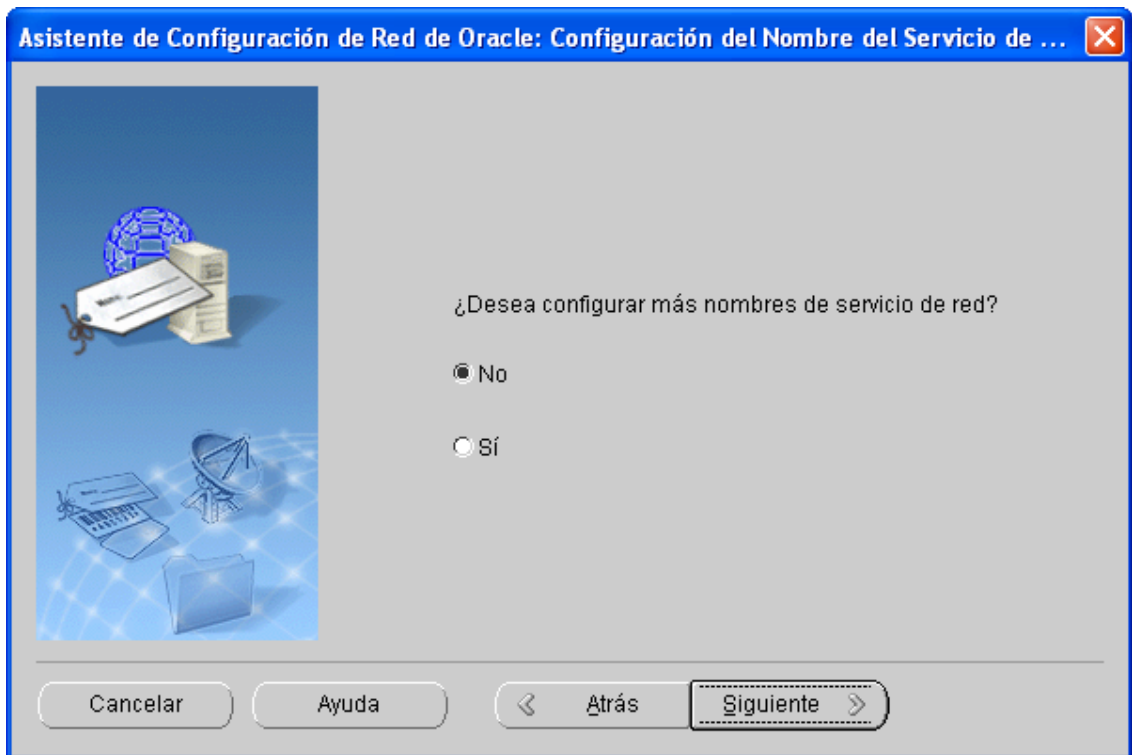 Asistente de Configuración de Red de Oracle: Configuración del Nombre del Servicio de ...
¿Desea configurar más nombres de servicio de red?
No
Sí
Cancelar
Ayuda
Atrás
Siguiente